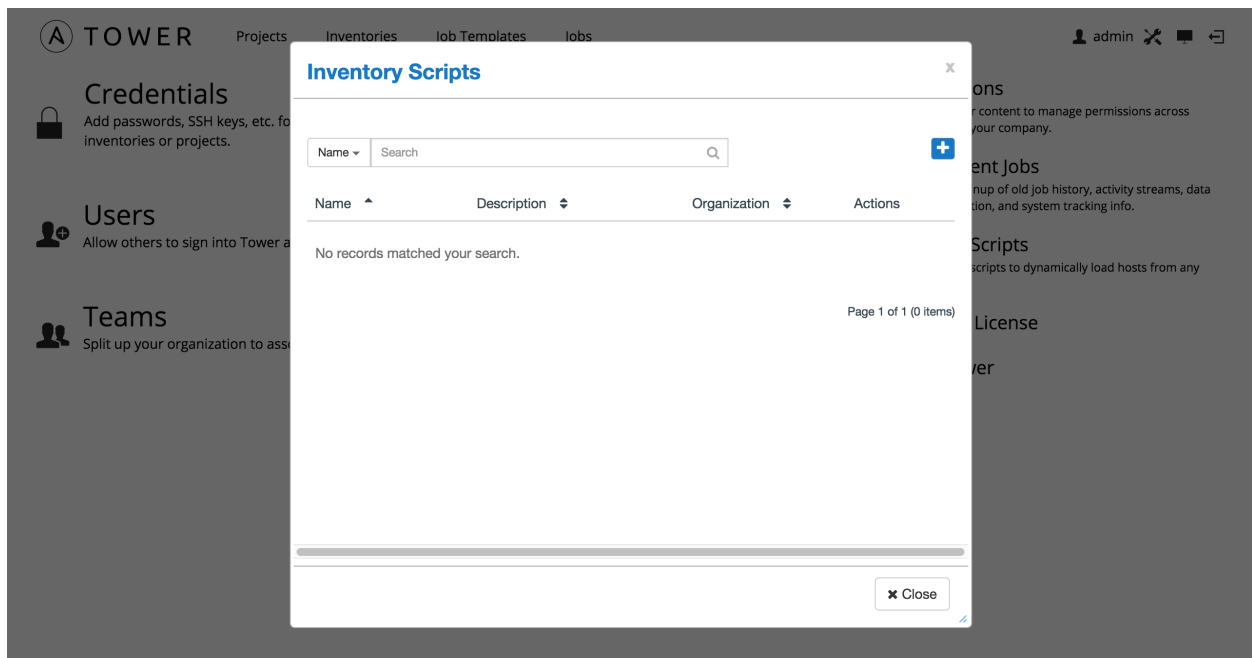 TOWER
Projects
Inventories
Job Templates
Jobs
admin
Credentials
Add passwords, SSH keys, etc. fo
inventories or projects.
Users
Allow others to sign into Tower a
Teams
Split up your organization to ass
Inventory Scripts
x
Name
Search
+
Name
Description
Organization
Actions
No records matched your search.
Page 1 of 1 (0 items)
Close
ons
content to manage permissions across
your company.
ent Jobs
nup of old job history, activity streams, data
tion, and system tracking info.
Scripts
scripts to dynamically load hosts from any
License
wer